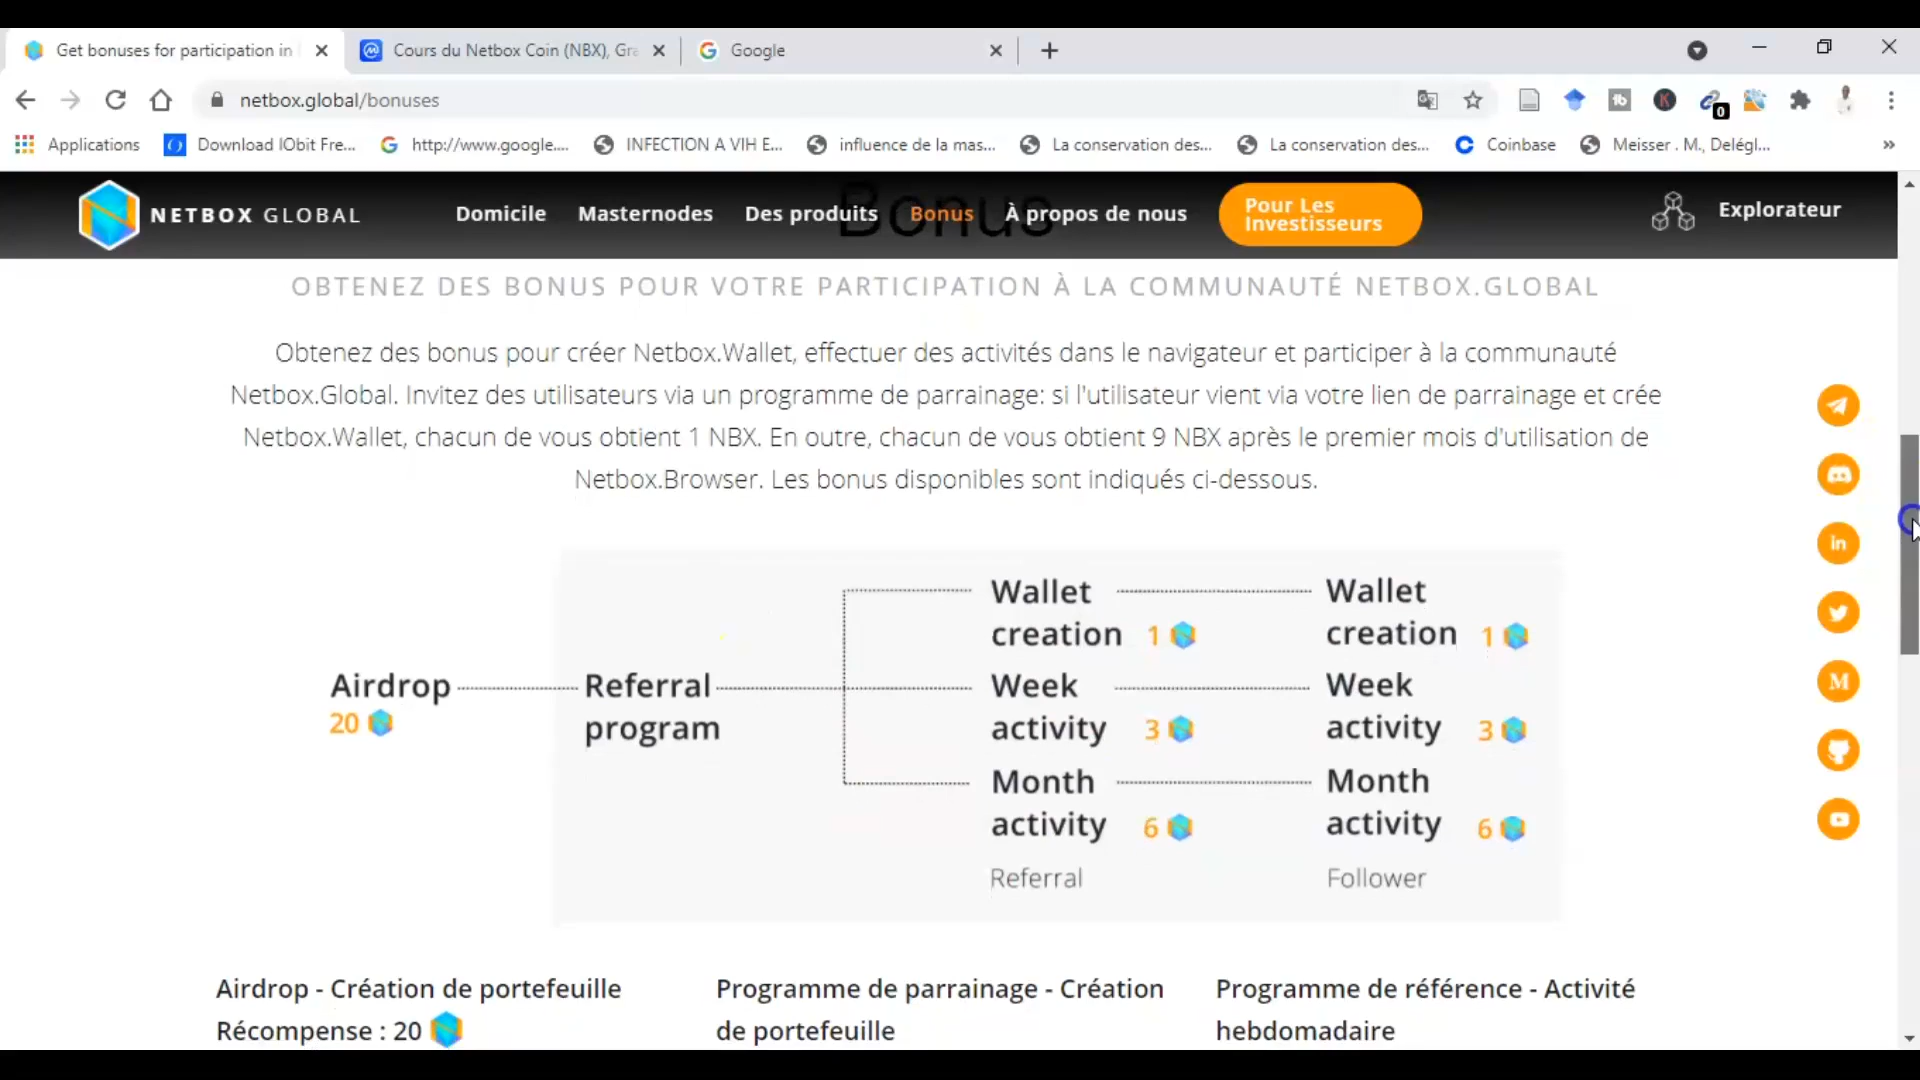 Get bonuses for participation in
Cours du Netbox Coin (NBX), Gra
Google
netbox.global/bonuses
0
Applications
Download IObit Fre...
http://www.google....
INFECTION A VIH E...
influence de la mas...
La conservation des...
La conservation des...
Coinbase
Meisser . M., Delégl...
»
NETBOX GLOBAL
Domicile
Masternodes
Des produits
Bonus
À propos de nous
Pour Les
Investisseurs
Explorateur
Bonus
OBTENEZ DES BONUS POUR VOTRE PARTICIPATION À LA COMMUNAUTÉ NETBOX.GLOBAL
Obtenez des bonus pour créer Netbox.Wallet, effectuer des activités dans le navigateur et participer à la communauté
Netbox.Global. Invitez des utilisateurs via un programme de parrainage: si l'utilisateur vient via votre lien de parrainage et crée
Netbox.Wallet, chacun de vous obtient 1 NBX. En outre, chacun de vous obtient 9 NBX après le premier mois d'utilisation de
Netbox.Browser. Les bonus disponibles sont indiqués ci-dessous.
Airdrop
20
Referral
program
Wallet
creation 1
Week
activity 3
Month
activity 6
Referral
Wallet
creation 1
Week
activity 3
Month
activity 6
Follower
Airdrop - Création de portefeuille
Récompense : 20
Programme de parrainage - Création
de portefeuille
Programme de référence - Activité
hebdomadaire